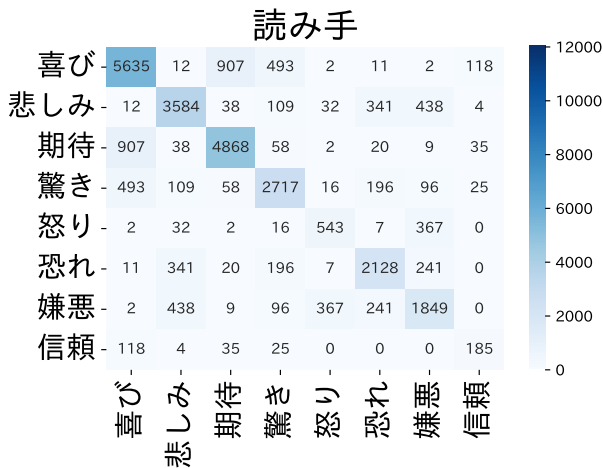 読み手
喜び 5635 12 907 493 2 11 2 118
悲しみ 12 3584 38 109 32 341 438 4
期待 907 38 4868 58 2 20 9 35
驚き 493 109 58 2717 16 196 96 25
怒り 2 32 2 16 543 7 367 0
恐れ 11 341 20 196 7 2128 241 0
嫌悪 2 438 9 96 367 241 1849 0
信頼 118 4 35 25 0 0 0 185
喜び 悲しみ 期待 驚き 怒り 恐れ 嫌悪 信頼
12000
10000
8000
6000
4000
2000
0